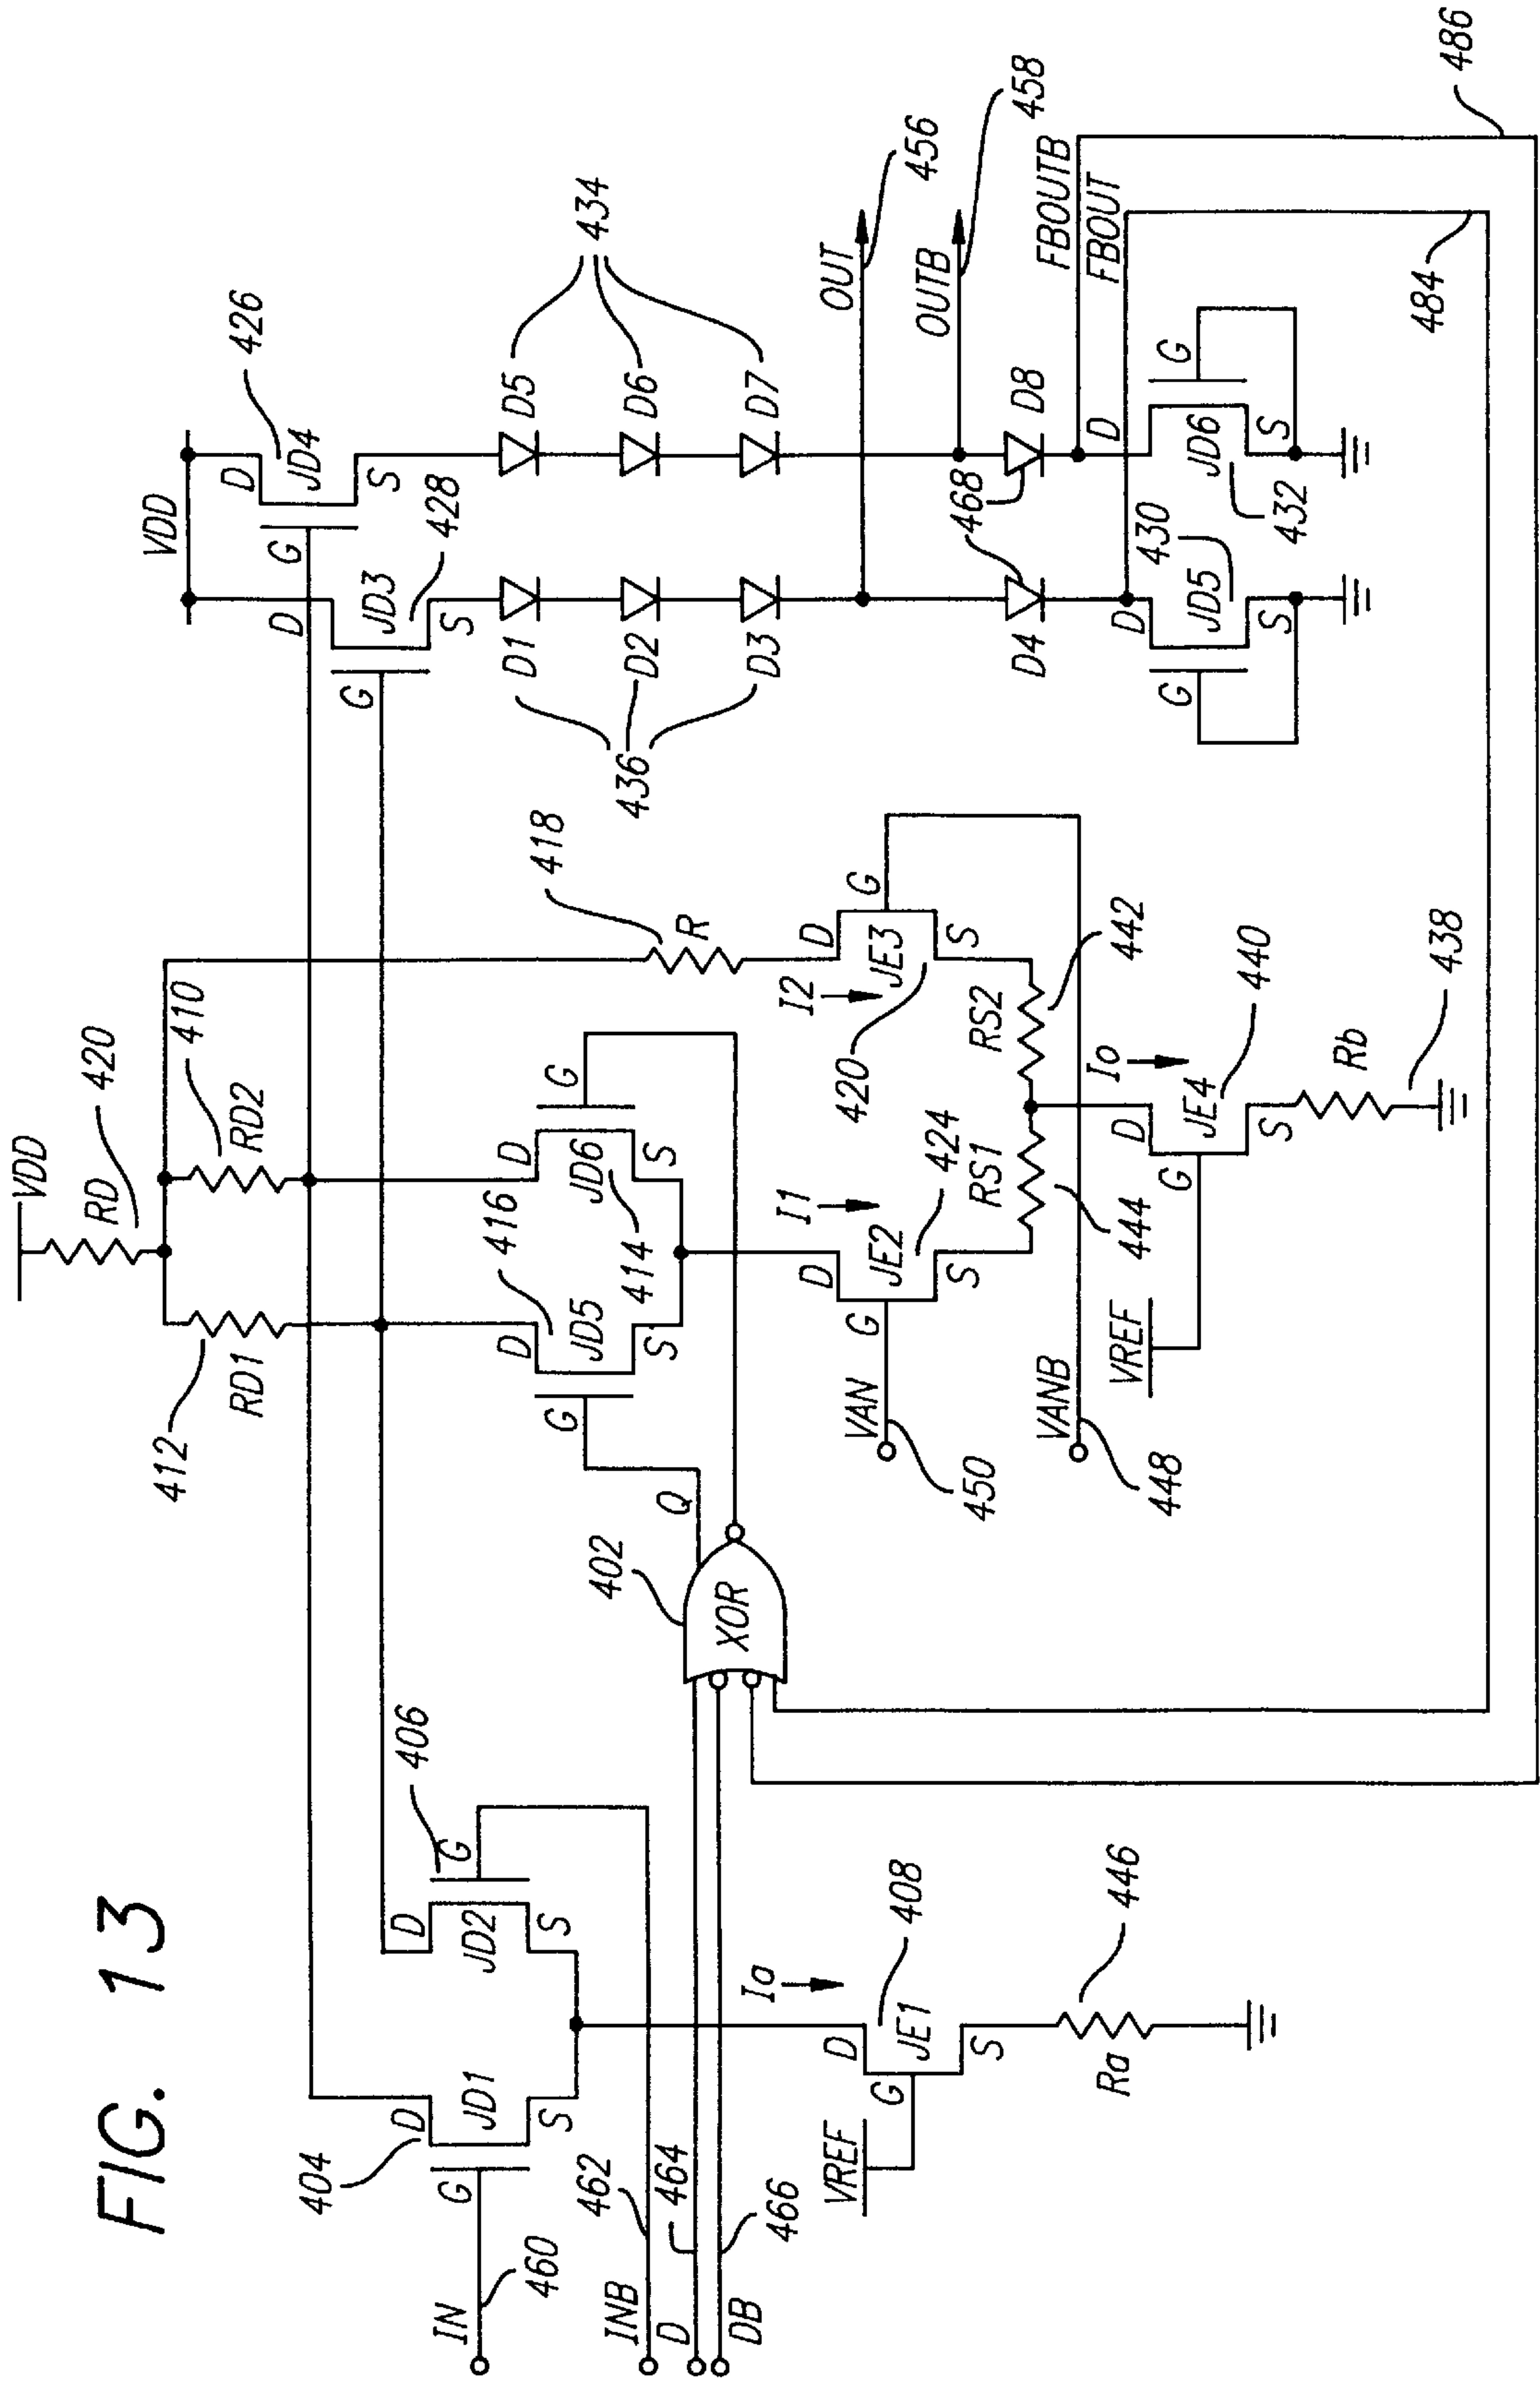 FIG. 13
VDD
RD
420
410
RD2
412
RD1
VDD
D
JD4
426
G
S
D
JD3
428
G
S
D5
D6
D7
434
D1
D2
D3
436
OUT
456
OUTB
458
468
D8
D4
FBOUTB
FBOUT
D
G
JD6
432
S
D
430
JD5
G
S
484
486
418
R
416
D
JD5
G
S
D
G
JD6
414
S
I2
D
G
JE3
420
S
I1
D
JE2
424
G
S
RS2
442
RS1
444
Io
D
JE4
440
G
S
Rb
438
VAN
450
VANB
448
VREF
Q
402
XOR
406
D
G
JD2
S
404
D
JD1
G
S
IN
460
INB
462
D
464
DB
466
Ia
D
408
JE1
G
S
VREF
446
Ra